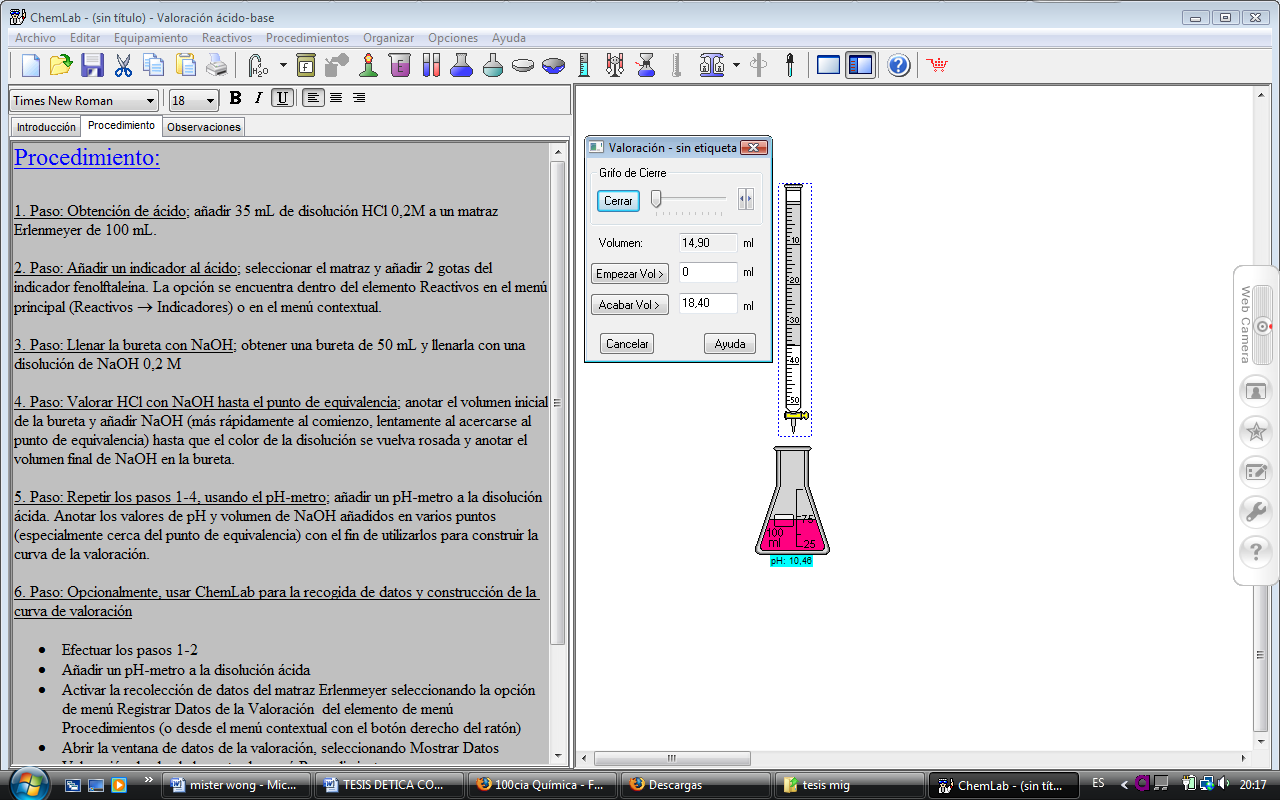 ChemLab - (sin título) - Valoración ácido-base
Archivo Editar Equipamiento Reactivos Procedimientos Organizar Opciones Ayuda
Times New Roman 18 B I U
Introducción Procedimiento Observaciones
Procedimiento:
1. Paso: Obtención de ácido; añadir 35 mL de disolución HCl 0,2M a un matraz
Erlenmeyer de 100 mL.
2. Paso: Añadir un indicador al ácido; seleccionar el matraz y añadir 2 gotas del
indicador fenolftaleina. La opción se encuentra dentro del elemento Reactivos en el menú
principal (Reactivos → Indicadores) o en el menú contextual.
3. Paso: Llenar la bureta con NaOH; obtener una bureta de 50 mL y llenarla con una
disolución de NaOH 0,2 M
4. Paso: Valorar HCl con NaOH hasta el punto de equivalencia; anotar el volumen inicial
de la bureta y añadir NaOH (más rápidamente al comienzo, lentamente al acercarse al
punto de equivalencia) hasta que el color de la disolución se vuelva rosada y anotar el
volumen final de NaOH en la bureta.
5. Paso: Repetir los pasos 1-4, usando el pH-metro; añadir un pH-metro a la disolución
ácida. Anotar los valores de pH y volumen de NaOH añadidos en varios puntos
(especialmente cerca del punto de equivalencia) con el fin de utilizarlos para construir la
curva de la valoración.
6. Paso: Opcionalmente, usar ChemLab para la recogida de datos y construcción de la
curva de valoración
• Efectuar los pasos 1-2
• Añadir un pH-metro a la disolución ácida
• Activar la recolección de datos del matraz Erlenmeyer seleccionando la opción
de menú Registrar Datos de la Valoración del elemento de menú
Procedimientos (o desde el menú contextual con el botón derecho del ratón)
• Abrir la ventana de datos de la valoración, seleccionando Mostrar Datos
Valoración - sin etiqueta
Grifo de Cierre
Cerrar
Volumen: 14,90 ml
Empezar Vol > 0 ml
Acabar Vol > 18,40 ml
Cancelar Ayuda
10
20
30
40
50
75
100
ml
25
pH: 10,46
Web Camera
mister wong - Mic... TESIS DETICA CO... 100cia Química - F... Descargas tesis mig ChemLab - (sin tít... ES 20:17